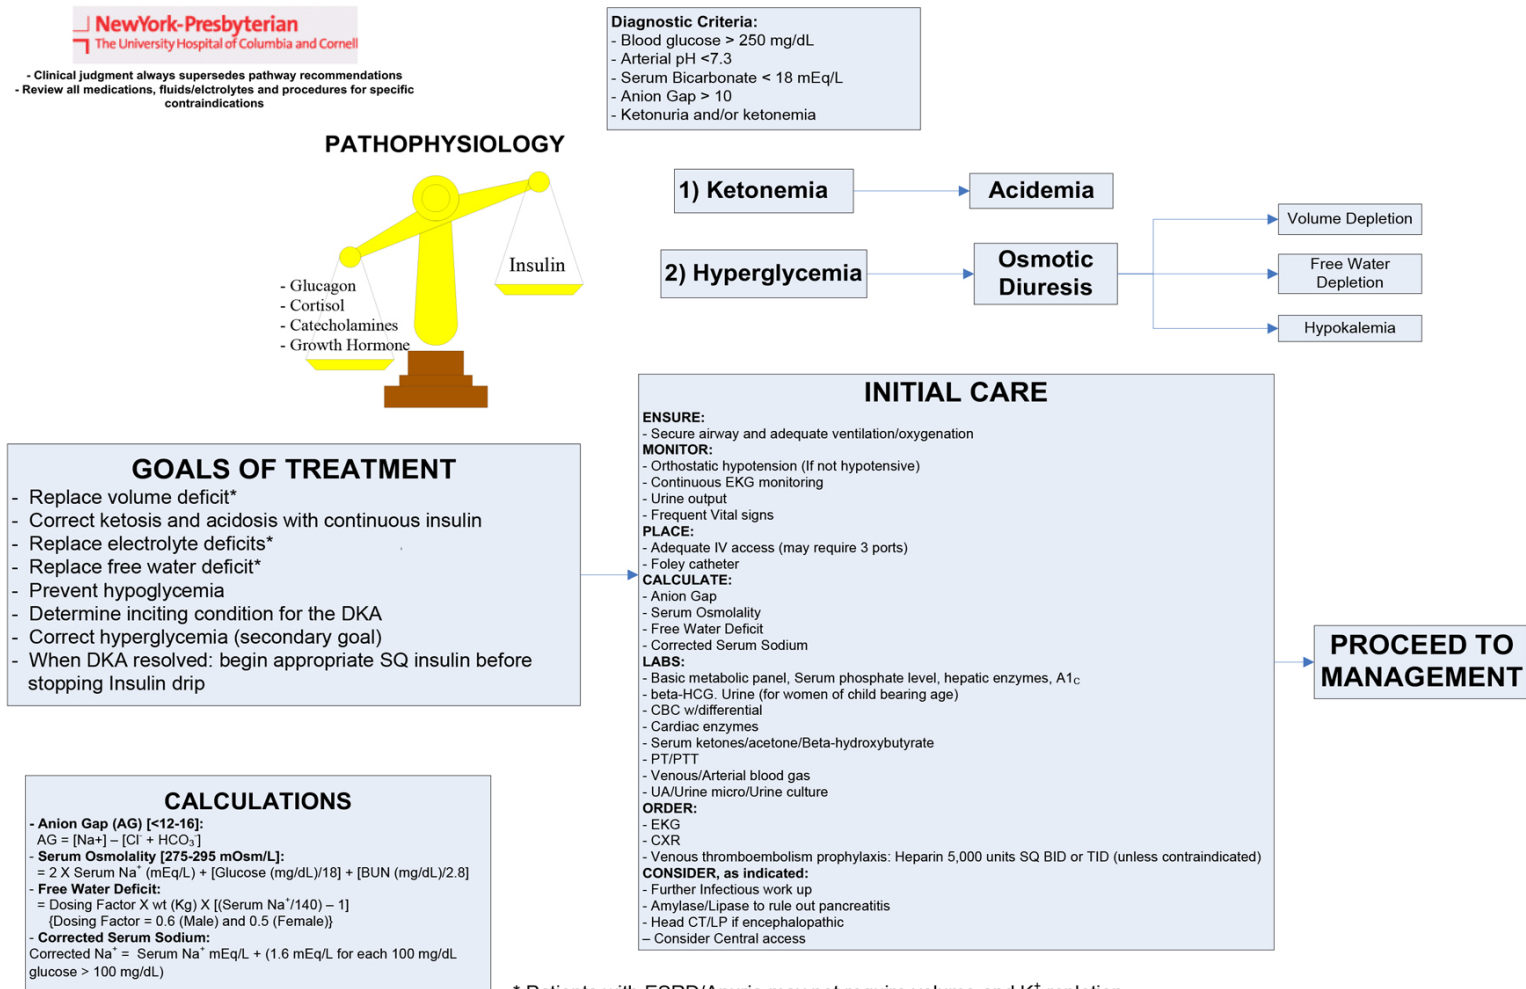 NewYork-Presbyterian
The University Hospital of Columbia and Cornell
- Clinical judgment always supersedes pathway recommendations
- Review all medications, fluids/elctrolytes and procedures for specific
contraindications
Diagnostic Criteria:
- Blood glucose > 250 mg/dL
- Arterial pH <7.3
- Serum Bicarbonate < 18 mEq/L
- Anion Gap > 10
- Ketonuria and/or ketonemia
PATHOPHYSIOLOGY
Insulin
- Glucagon
- Cortisol
- Catecholamines
- Growth Hormone
1) Ketonemia
Acidemia
2) Hyperglycemia
Osmotic
Diuresis
Volume Depletion
Free Water
Depletion
Hypokalemia
GOALS OF TREATMENT
- Replace volume deficit*
- Correct ketosis and acidosis with continuous insulin
- Replace electrolyte deficits*
- Replace free water deficit*
- Prevent hypoglycemia
- Determine inciting condition for the DKA
- Correct hyperglycemia (secondary goal)
- When DKA resolved: begin appropriate SQ insulin before
stopping Insulin drip
INITIAL CARE
ENSURE:
- Secure airway and adequate ventilation/oxygenation
MONITOR:
- Orthostatic hypotension (If not hypotensive)
- Continuous EKG monitoring
- Urine output
- Frequent Vital signs
PLACE:
- Adequate IV access (may require 3 ports)
- Foley catheter
CALCULATE:
- Anion Gap
- Serum Osmolality
- Free Water Deficit
- Corrected Serum Sodium
LABS:
- Basic metabolic panel, Serum phosphate level, hepatic enzymes, A1C
- beta-HCG. Urine (for women of child bearing age)
- CBC w/differential
- Cardiac enzymes
- Serum ketones/acetone/Beta-hydroxybutyrate
- PT/PTT
- Venous/Arterial blood gas
- UA/Urine micro/Urine culture
ORDER:
- EKG
- CXR
- Venous thromboembolism prophylaxis: Heparin 5,000 units SQ BID or TID (unless contraindicated)
CONSIDER, as indicated:
- Further Infectious work up
- Amylase/Lipase to rule out pancreatitis
- Head CT/LP if encephalopathic
– Consider Central access
PROCEED TO
MANAGEMENT
CALCULATIONS
- Anion Gap (AG) [<12-16]:
AG = [Na+] – [Cl⁻ + HCO₃⁻]
- Serum Osmolality [275-295 mOsm/L]:
= 2 X Serum Na⁺ (mEq/L) + [Glucose (mg/dL)/18] + [BUN (mg/dL)/2.8]
- Free Water Deficit:
= Dosing Factor X wt (Kg) X [(Serum Na⁺/140) – 1]
{Dosing Factor = 0.6 (Male) and 0.5 (Female)}
- Corrected Serum Sodium:
Corrected Na⁺ = Serum Na⁺ mEq/L + (1.6 mEq/L for each 100 mg/dL
glucose > 100 mg/dL)
* Patients with ESRD/Anuria may not require volume and K⁺ repletion